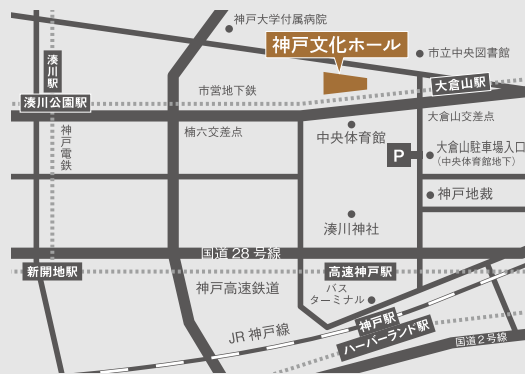 神戸大学付属病院
神戸文化ホール
市立中央図書館
湊川駅
大倉山駅
市営地下鉄
湊川公園駅
大倉山交差点
神戸電鉄
楠六交差点
中央体育館
P
大倉山駐車場入口
(中央体育館地下)
神戸地裁
湊川神社
国道28号線
新開地駅
高速神戸駅
神戸高速鉄道
バス
ターミナル
神戸駅
ハーバーランド駅
JR 神戸線
国道2号線